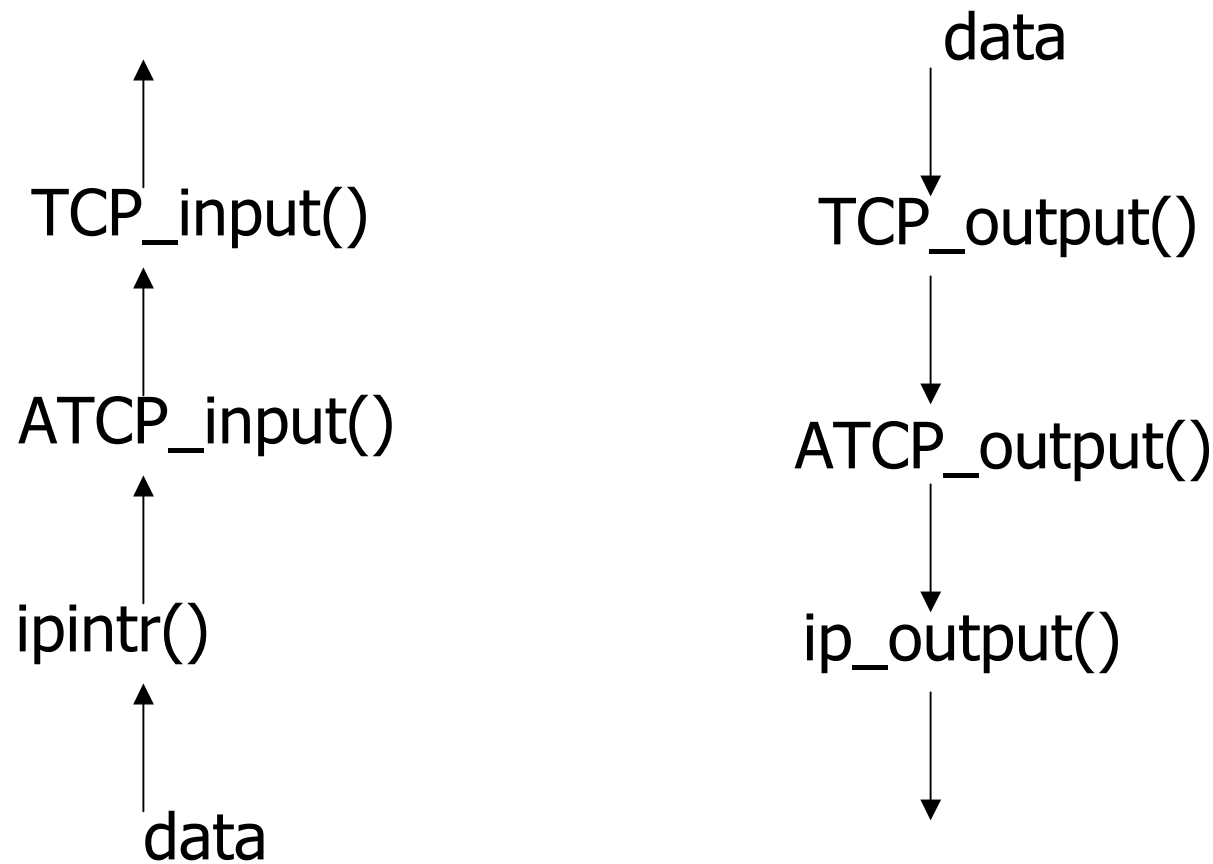 TCP_input()
ATCP_input()
ipintr()
data
data
TCP_output()
ATCP_output()
ip_output()